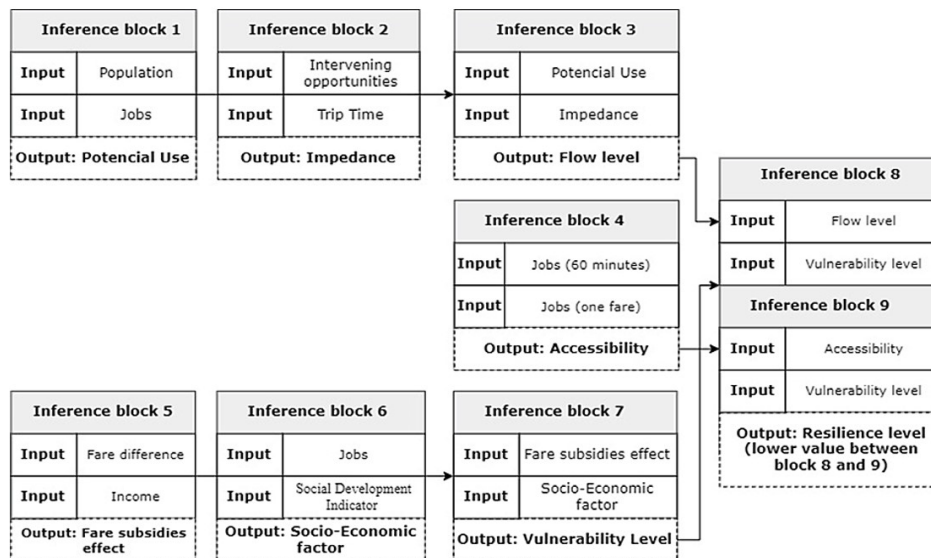 Inference block 1
Input Population
Input Jobs
Output: Potencial Use
Inference block 2
Input Intervening
opportunities
Input Trip Time
Output: Impedance
Inference block 3
Input Potencial Use
Input Impedance
Output: Flow level
Inference block 4
Input Jobs (60 minutes)
Input Jobs (one fare)
Output: Accessibility
Inference block 5
Input Fare difference
Input Income
Output: Fare subsidies
effect
Inference block 6
Input Jobs
Input Social Development
Indicator
Output: Socio-Economic
factor
Inference block 7
Input Fare subsidies effect
Input Socio-Economic
factor
Output: Vulnerability Level
Inference block 8
Input Flow level
Input Vulnerability level
Inference block 9
Input Accessibility
Input Vulnerability level
Output: Resilience level
(lower value between
block 8 and 9)